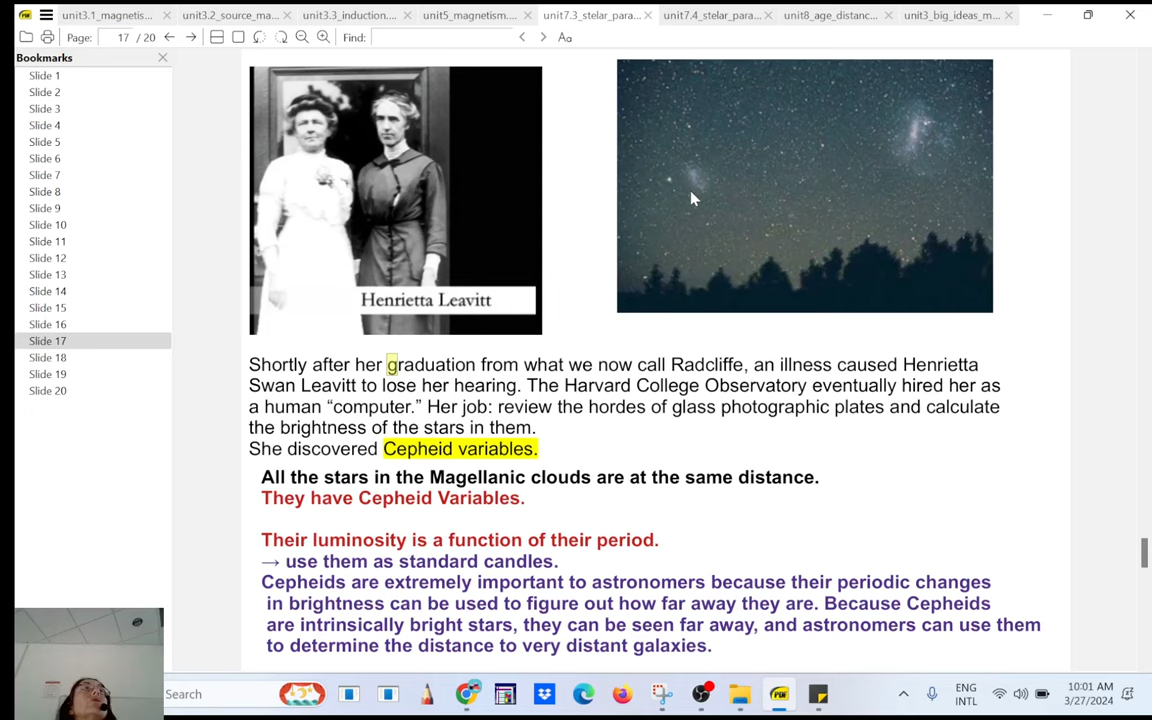 unit3.1_magnetis...
unit3.2_source_ma...
unit3.3_induction....
unit5_magnetism....
unit7.3_stelar_para...
unit7.4_stelar_para...
unit8_age_distanc...
unit3_big_ideas_m...
Page: 17 / 20
Find:
Aa
Bookmarks
Slide 1
Slide 2
Slide 3
Slide 4
Slide 5
Slide 6
Slide 7
Slide 8
Slide 9
Slide 10
Slide 11
Slide 12
Slide 13
Slide 14
Slide 15
Slide 16
Slide 17
Slide 18
Slide 19
Slide 20
Henrietta Leavitt
Shortly after her graduation from what we now call Radcliffe, an illness caused Henrietta
Swan Leavitt to lose her hearing. The Harvard College Observatory eventually hired her as
a human “computer.” Her job: review the hordes of glass photographic plates and calculate
the brightness of the stars in them.
She discovered Cepheid variables.
All the stars in the Magellanic clouds are at the same distance.
They have Cepheid Variables.
Their luminosity is a function of their period.
→ use them as standard candles.
Cepheids are extremely important to astronomers because their periodic changes
in brightness can be used to figure out how far away they are. Because Cepheids
are intrinsically bright stars, they can be seen far away, and astronomers can use them
to determine the distance to very distant galaxies.
Search
PDF
ENG
INTL
10:01 AM
3/27/2024